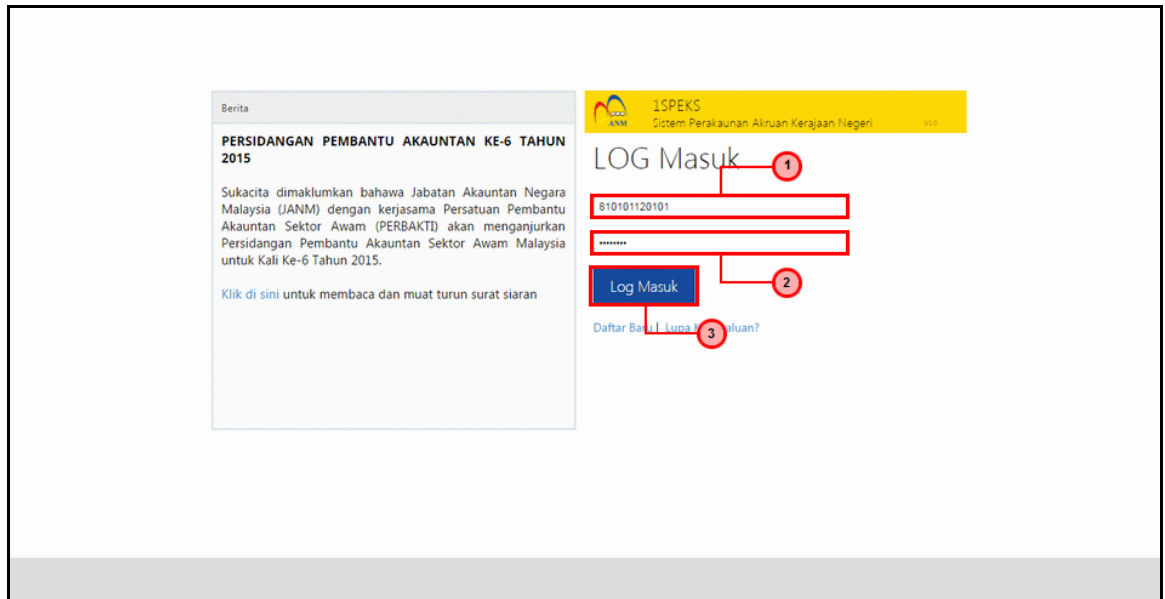 Berita
PERSIDANGAN PEMBANTU AKAUNTAN KE-6 TAHUN
2015
Sukacita dimaklumkan bahawa Jabatan Akauntan Negara
Malaysia (JANM) dengan kerjasama Persatuan Pembantu
Akauntan Sektor Awam (PERBAKTI) akan menganjurkan
Persidangan Pembantu Akauntan Sektor Awam Malaysia
untuk Kali Ke-6 Tahun 2015.
Klik di sini untuk membaca dan muat turun surat siaran
ANM
1SPEKS
Sistem Perakaunan Akruan Kerajaan Negeri
V1.0
LOG Masuk
1
810101120101
••••••••
2
Log Masuk
Daftar Baru | Lupa
3